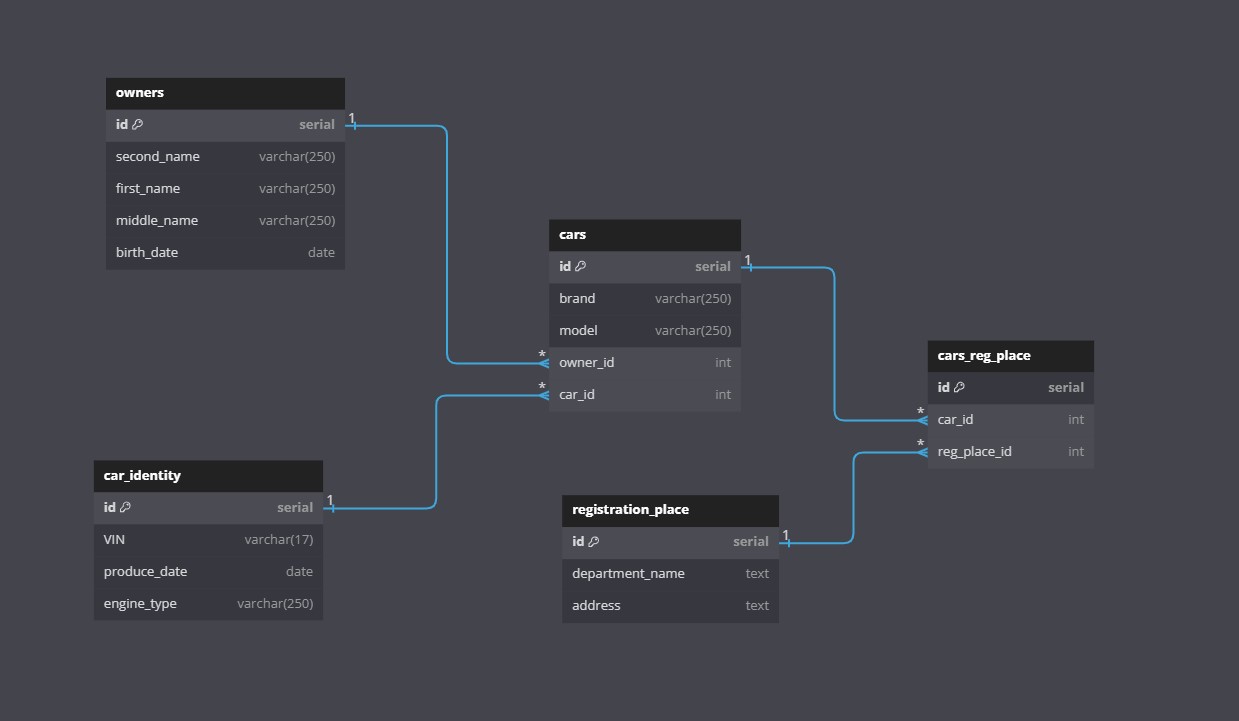 owners
id serial
second_name varchar(250)
first_name varchar(250)
middle_name varchar(250)
birth_date date
1
cars
id serial
brand varchar(250)
model varchar(250)
* owner_id int
* car_id int
1
cars_reg_place
id serial
* car_id int
* reg_place_id int
car_identity
id serial
VIN varchar(17)
produce_date date
engine_type varchar(250)
1
registration_place
id serial
department_name text
address text
1